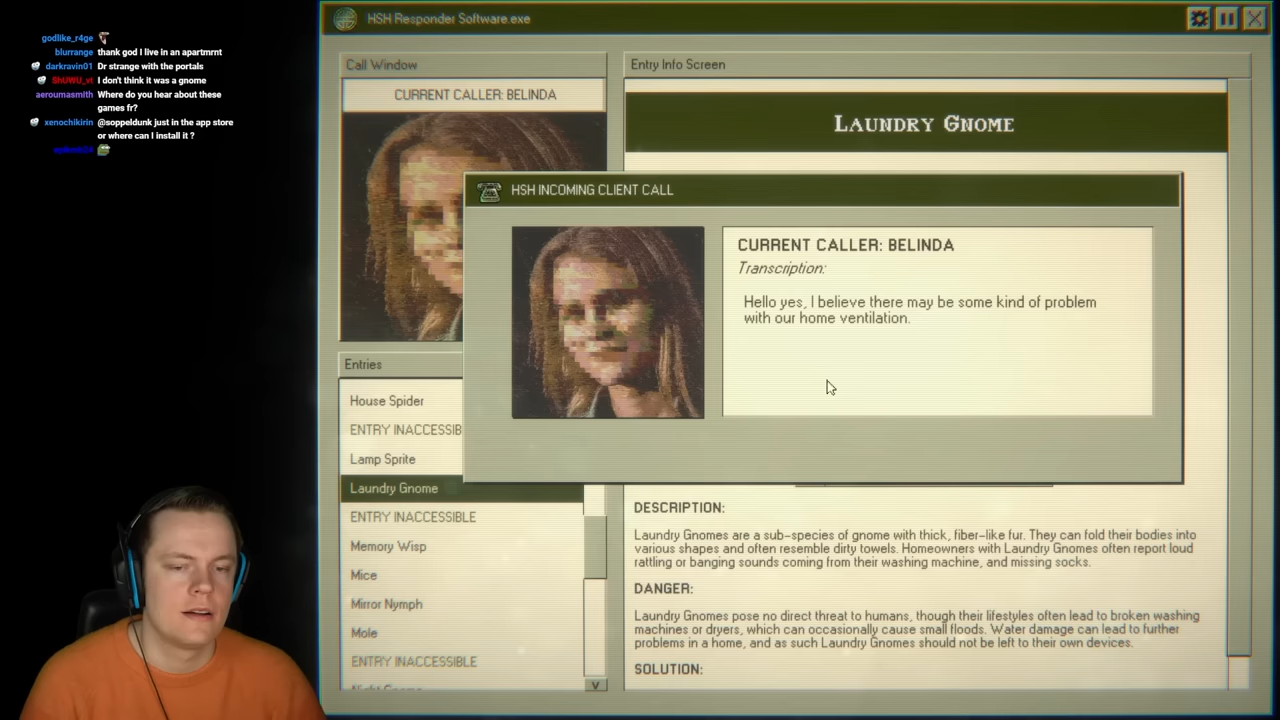 godlike_r4ge
blurrange thank god I live in an apartmrnt
darkravin01 Dr strange with the portals
ShUWU_vt I don't think it was a gnome
aeroumasmith Where do you hear about these
games fr?
xenochikirin @soppeldunk just in the app store
or where can I install it ?
HSH Responder Software.exe
Call Window
CURRENT CALLER: BELINDA
Entry Info Screen
LAUNDRY GNOME
HSH INCOMING CLIENT CALL
CURRENT CALLER: BELINDA
Transcription:
Hello yes, I believe there may be some kind of problem
with our home ventilation.
Entries
House Spider
ENTRY INACCESSIB
Lamp Sprite
Laundry Gnome
ENTRY INACCESSIBLE
Memory Wisp
Mice
Mirror Nymph
Mole
ENTRY INACCESSIBLE
DESCRIPTION:
Laundry Gnomes are a sub-species of gnome with thick, fiber-like fur. They can fold their bodies into
various shapes and often resemble dirty towels. Homeowners with Laundry Gnomes often report loud
rattling or banging sounds coming from their washing machine, and missing socks.
DANGER:
Laundry Gnomes pose no direct threat to humans, though their lifestyles often lead to broken washing
machines or dryers, which can occasionally cause small floods. Water damage can lead to further
problems in a home, and as such Laundry Gnomes should not be left to their own devices.
SOLUTION: